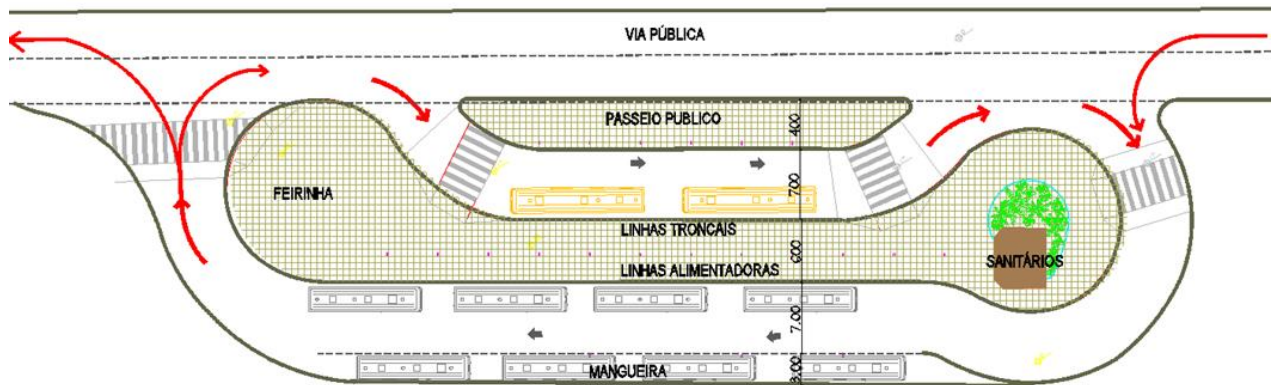 VIA PÚBLICA
PASSEIO PUBLICO
400
700
FEIRINHA
LINHAS TRONCAIS
600
LINHAS ALIMENTADORAS
SANITÁRIOS
7.00
MANGUEIRA
3.00